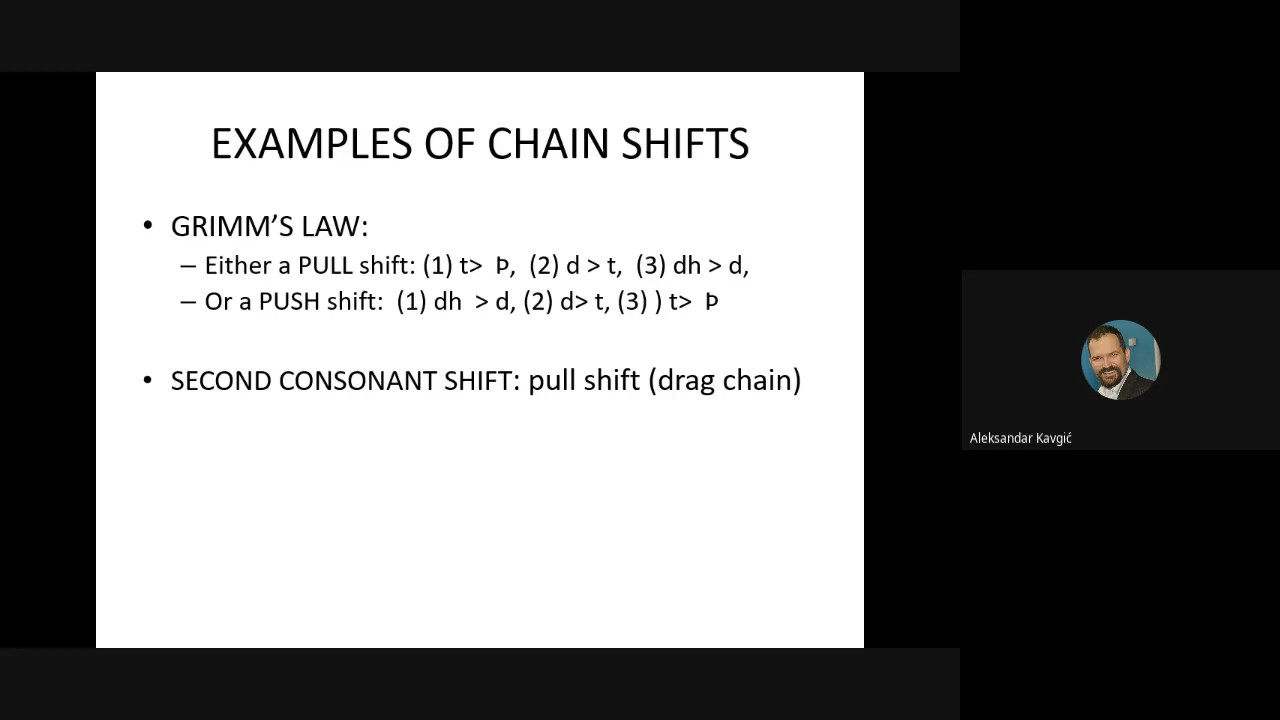 EXAMPLES OF CHAIN SHIFTS
• GRIMM’S LAW:
– Either a PULL shift: (1) t> Þ, (2) d > t, (3) dh > d,
– Or a PUSH shift: (1) dh > d, (2) d> t, (3) ) t> Þ
• SECOND CONSONANT SHIFT: pull shift (drag chain)
Aleksandar Kavgić